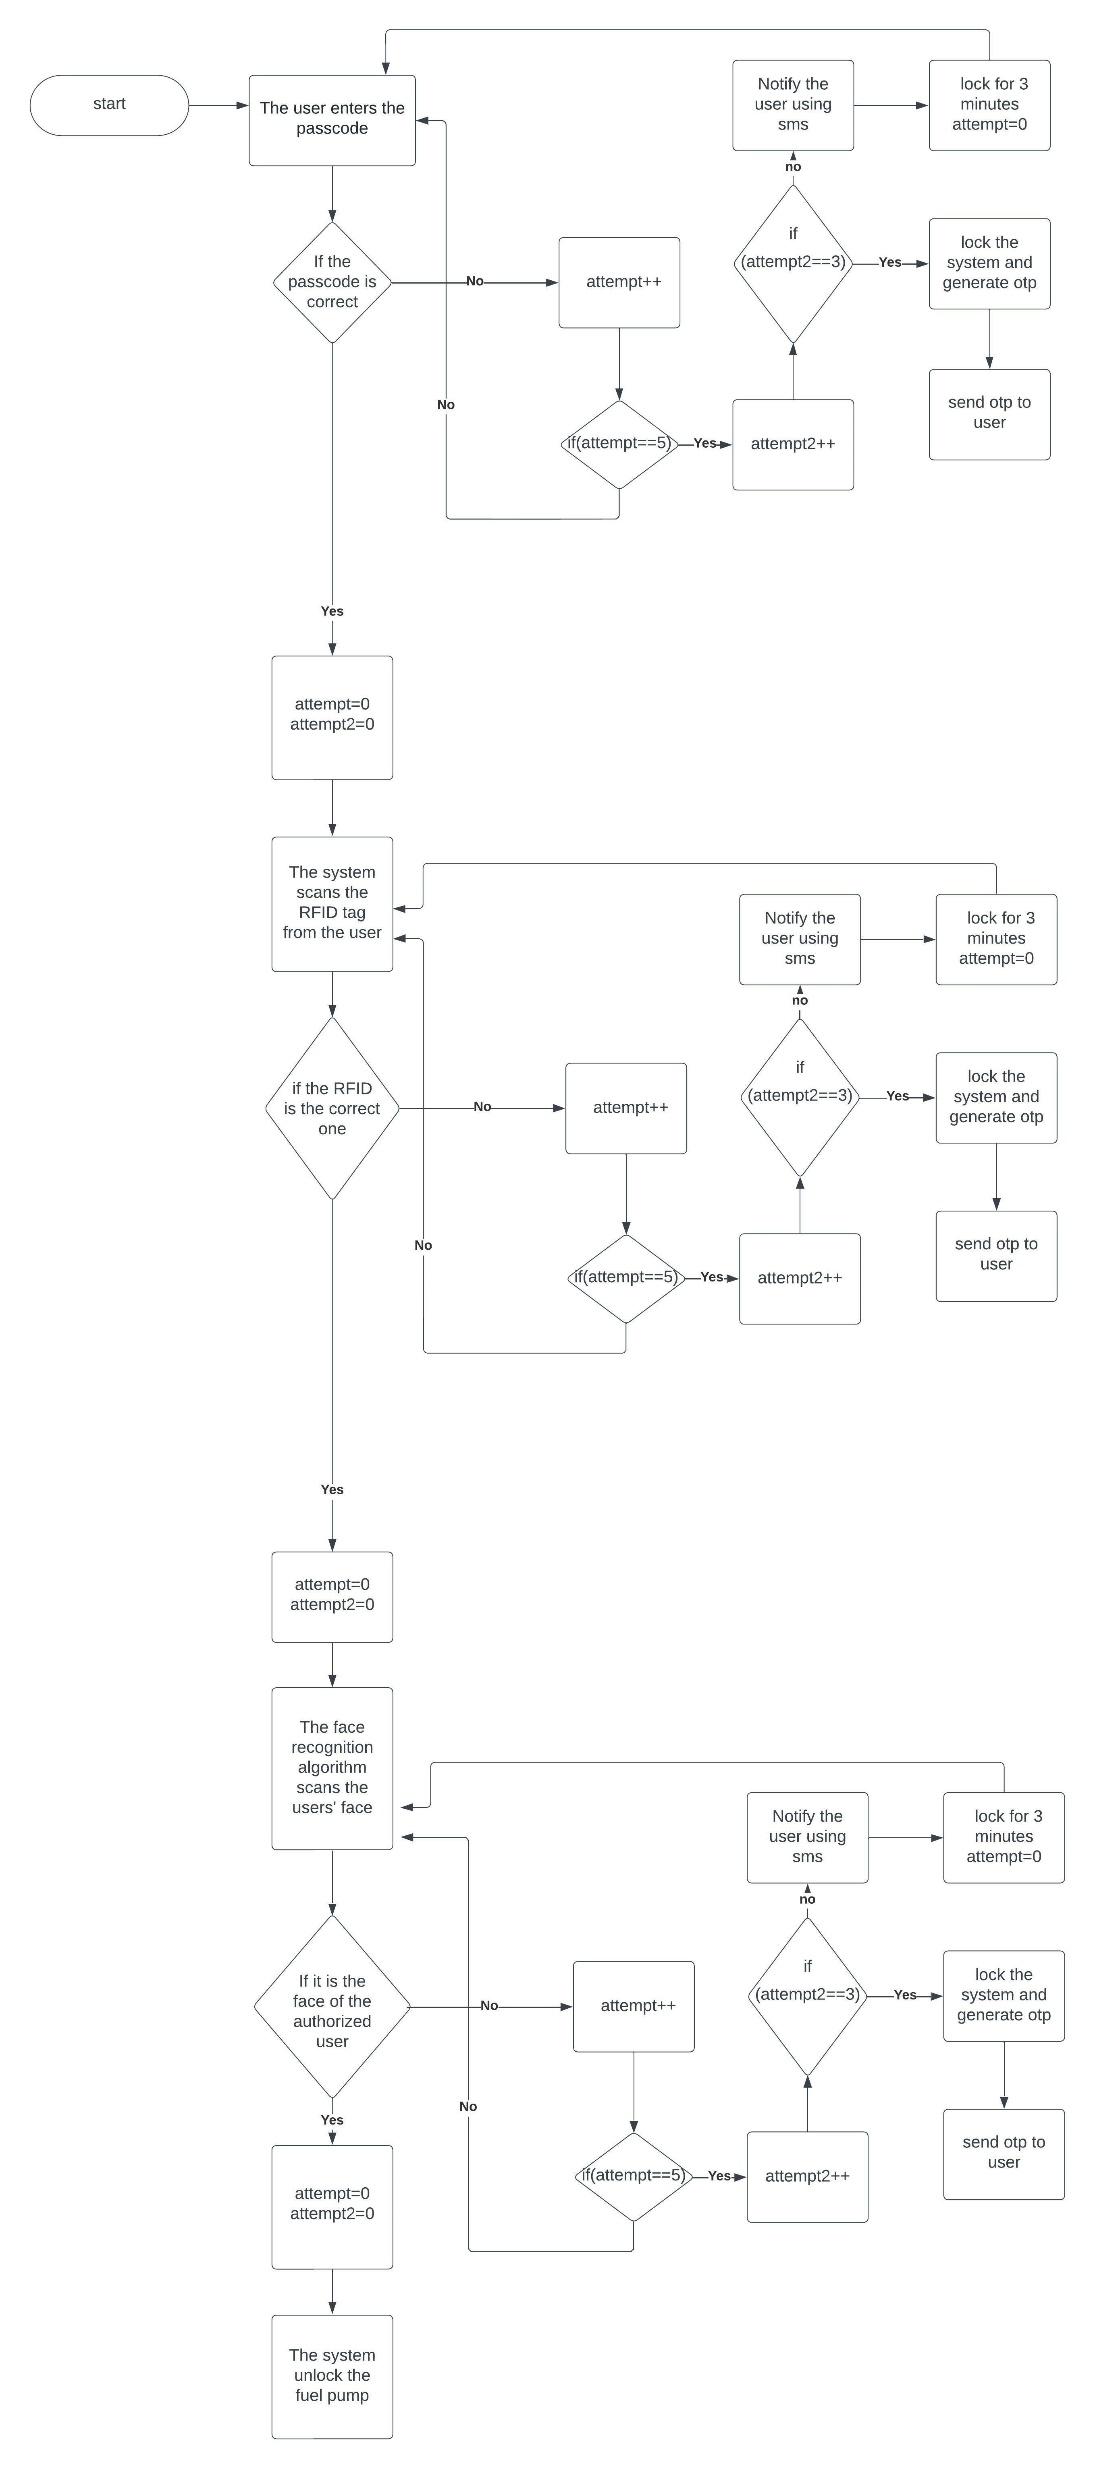 start
The user enters the
passcode
Notify the
user using
sms
lock for 3
minutes
attempt=0
no
If the
passcode is
correct
No
attempt++
if
(attempt2==3)
Yes
lock the
system and
generate otp
No
if(attempt==5)
Yes
attempt2++
send otp to
user
Yes
attempt=0
attempt2=0
The system
scans the
RFID tag
from the user
Notify the
user using
sms
lock for 3
minutes
attempt=0
no
if the RFID
is the correct
one
No
attempt++
if
(attempt2==3)
Yes
lock the
system and
generate otp
No
if(attempt==5)
Yes
attempt2++
send otp to
user
Yes
attempt=0
attempt2=0
The face
recognition
algorithm
scans the
users' face
Notify the
user using
sms
lock for 3
minutes
attempt=0
no
If it is the
face of the
authorized
user
No
attempt++
if
(attempt2==3)
Yes
lock the
system and
generate otp
No
Yes
if(attempt==5)
Yes
attempt2++
send otp to
user
attempt=0
attempt2=0
The system
unlock the
fuel pump